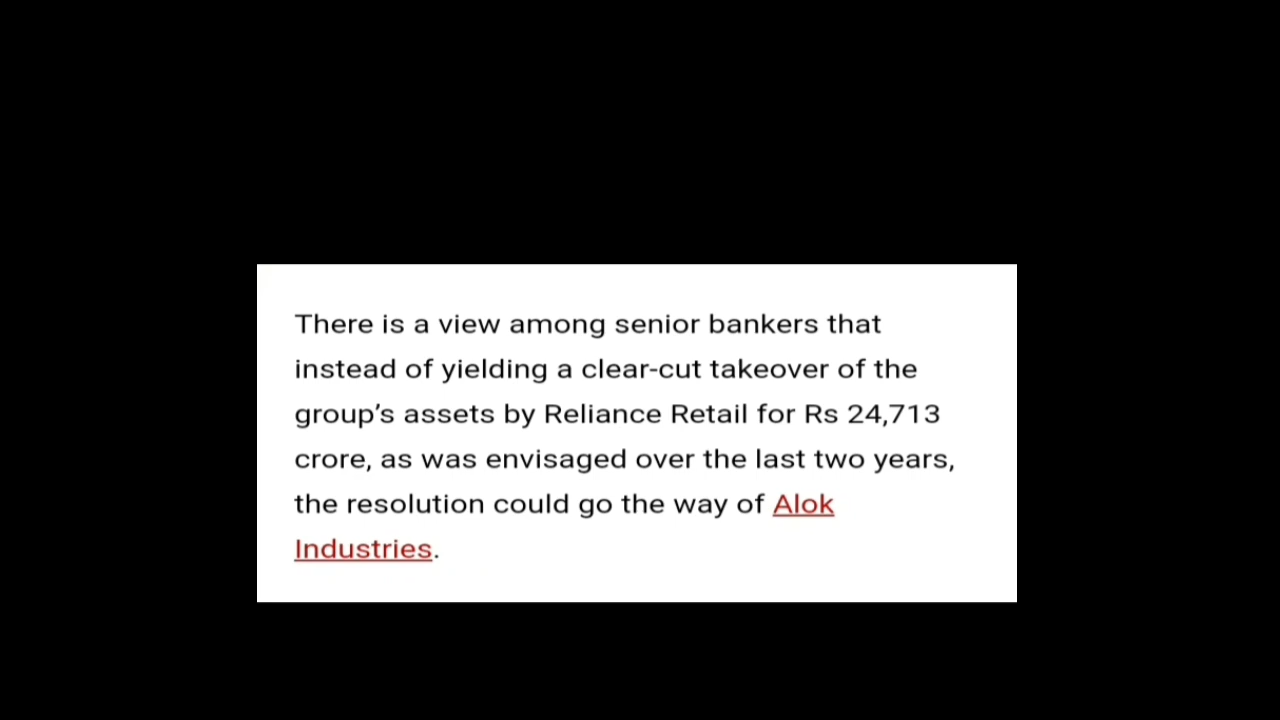 There is a view among senior bankers that
instead of yielding a clear-cut takeover of the
group’s assets by Reliance Retail for Rs 24,713
crore, as was envisaged over the last two years,
the resolution could go the way of Alok
Industries.